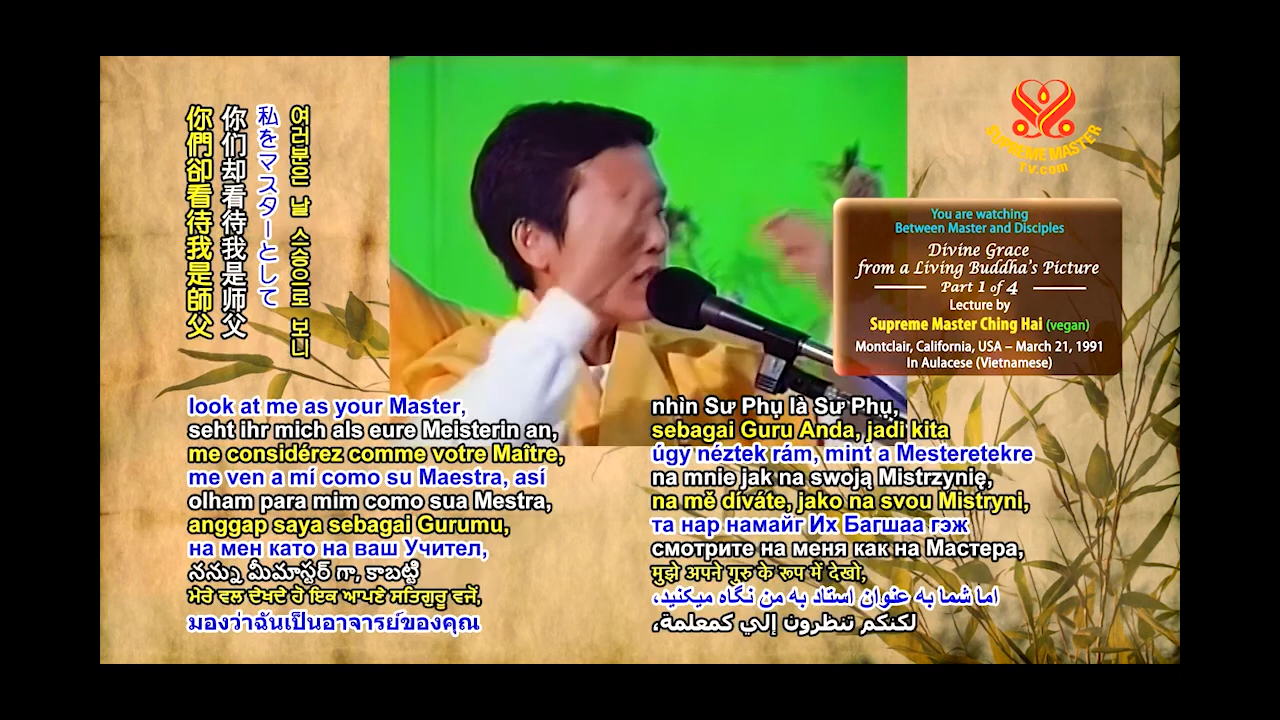 여러분은 날 스승으로 보니
私をマスターとして
你们却看待我是师父
你們卻看待我是師父
SUPREME MASTER
T.V.com
You are watching
Between Master and Disciples
Divine Grace
from a Living Buddha's Picture
Part 1 of 4
Lecture by
Supreme Master Ching Hai (vegan)
Montclair, California, USA – March 21, 1991
In Aulacese (Vietnamese)
look at me as your Master,
seht ihr mich als eure Meisterin an,
me considérez comme votre Maître,
me ven a mí como su Maestra, así
olham para mim como sua Mestra,
anggap saya sebagai Gurumu,
на мен като на ваш Учител,
నన్ను మీమాస్టర్ గా, కాబట్టి
ਮੇਰੇ ਵਲ ਦੇਖਦੇ ਹੋ ਇਕ ਆਪਣੇ ਸਤਿਗੁਰੂ ਵਜੋਂ,
มองว่าฉันเป็นอาจารย์ของคุณ
nhìn Sư Phụ là Sư Phụ,
sebagai Guru Anda, jadi kita
úgy néztek rám, mint a Mesteretekre
na mnie jak na swoją Mistrzynię,
na mě díváte, jako na svou Mistryni,
та нар намайг Их Багшаа гэж
смотрите на меня как на Мастера,
मुझे अपने गुरु के रूप में देखो,
اما شما به عنوان استاد به من نگاه میکنید،
لكنكم تنظرون إلي كمعلمة،